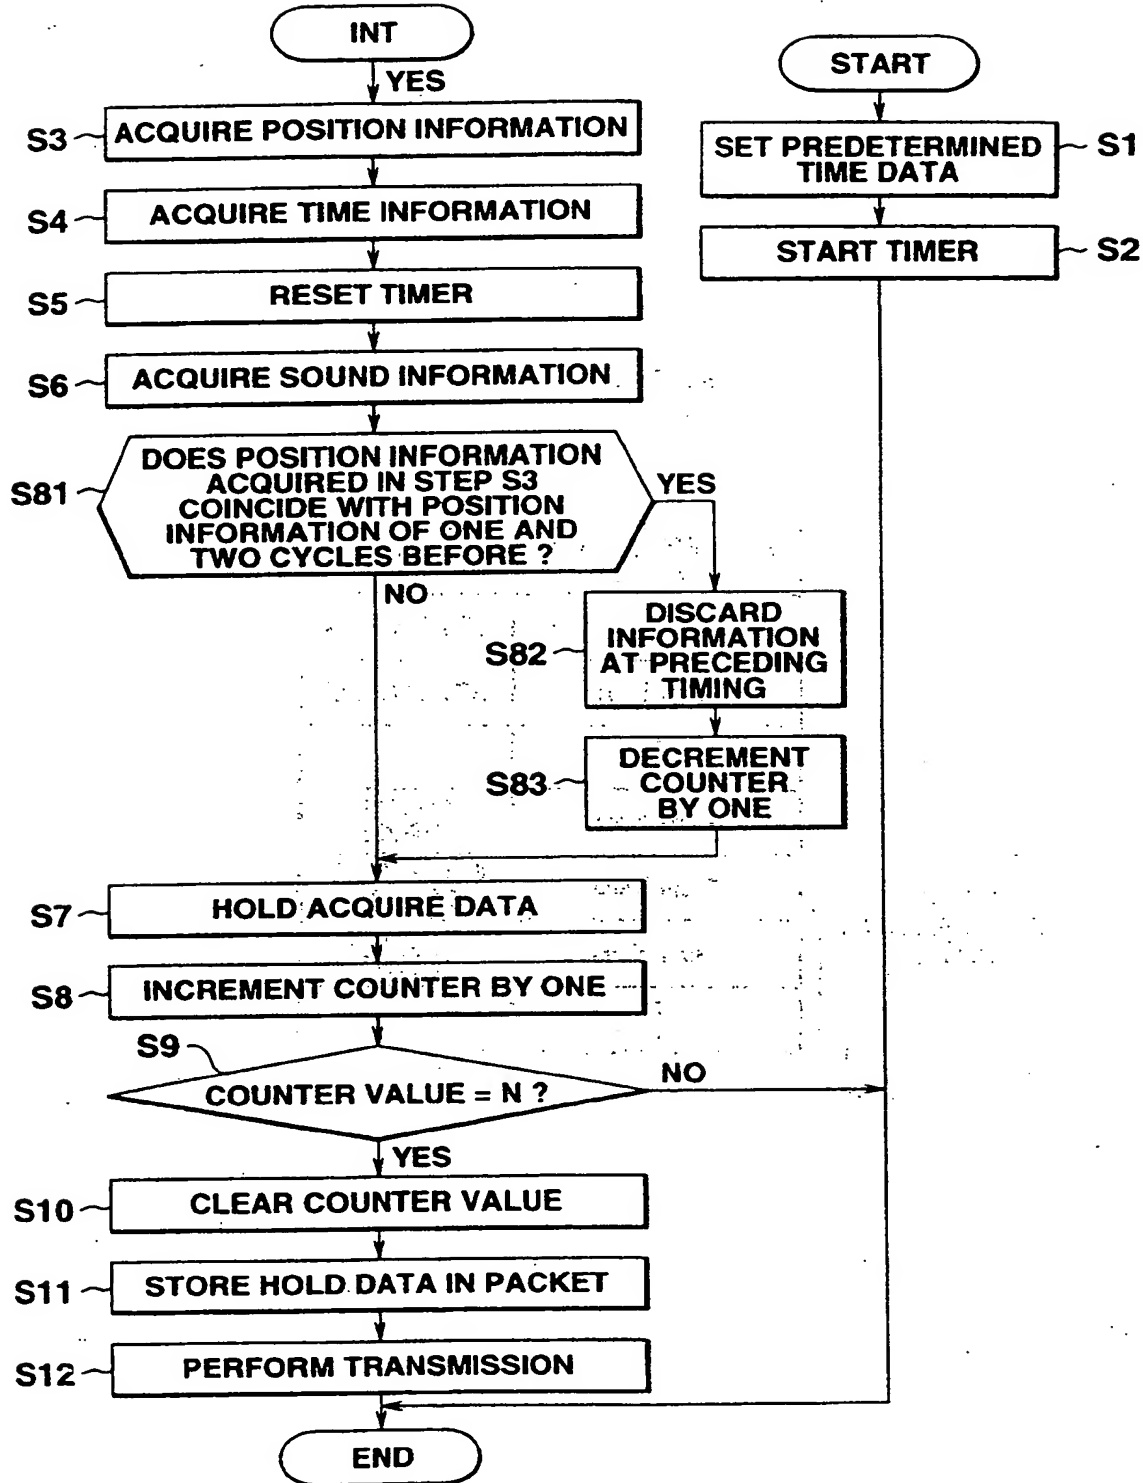 INT
YES
S3
ACQUIRE POSITION INFORMATION
S4
ACQUIRE TIME INFORMATION
S5
RESET TIMER
S6
ACQUIRE SOUND INFORMATION
S81
DOES POSITION INFORMATION
ACQUIRED IN STEP S3
COINCIDE WITH POSITION
INFORMATION OF ONE AND
TWO CYCLES BEFORE ?
YES
NO
S82
DISCARD
INFORMATION
AT PRECEDING
TIMING
S83
DECREMENT
COUNTER
BY ONE
S7
HOLD ACQUIRE DATA
S8
INCREMENT COUNTER BY ONE
S9
COUNTER VALUE = N ?
NO
YES
S10
CLEAR COUNTER VALUE
S11
STORE HOLD DATA IN PACKET
S12
PERFORM TRANSMISSION
END
START
SET PREDETERMINED
TIME DATA
S1
START TIMER
S2